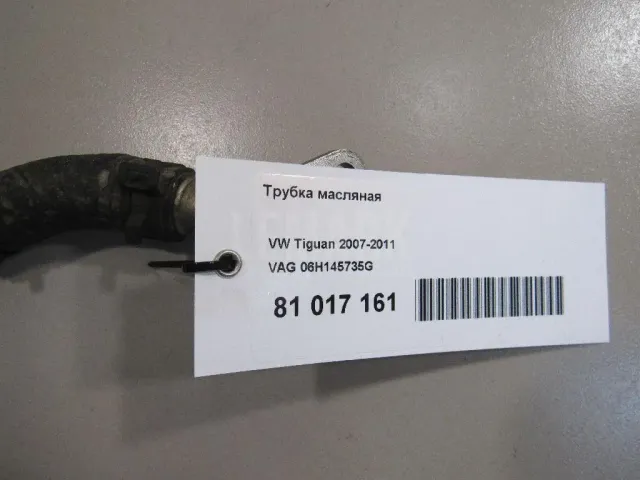 Трубка масляная
VW Tiguan 2007-2011
VAG 06H145735G
81 017 161